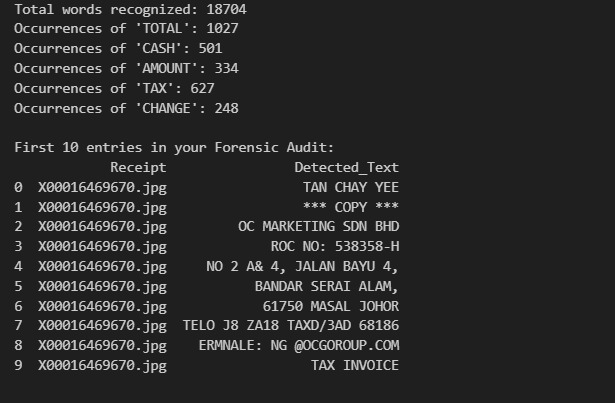 Total words recognized: 18704
Occurrences of 'TOTAL': 1027
Occurrences of 'CASH': 501
Occurrences of 'AMOUNT': 334
Occurrences of 'TAX': 627
Occurrences of 'CHANGE': 248
First 10 entries in your Forensic Audit:
Receipt Detected_Text
0 X00016469670.jpg TAN CHAY YEE
1 X00016469670.jpg *** COPY ***
2 X00016469670.jpg OC MARKETING SDN BHD
3 X00016469670.jpg ROC NO: 538358-H
4 X00016469670.jpg NO 2 A& 4, JALAN BAYU 4,
5 X00016469670.jpg BANDAR SERAI ALAM,
6 X00016469670.jpg 61750 MASAL JOHOR
7 X00016469670.jpg TELO J8 ZA18 TAXD/3AD 68186
8 X00016469670.jpg ERMNALE: NG @OCGOROUP.COM
9 X00016469670.jpg TAX INVOICE